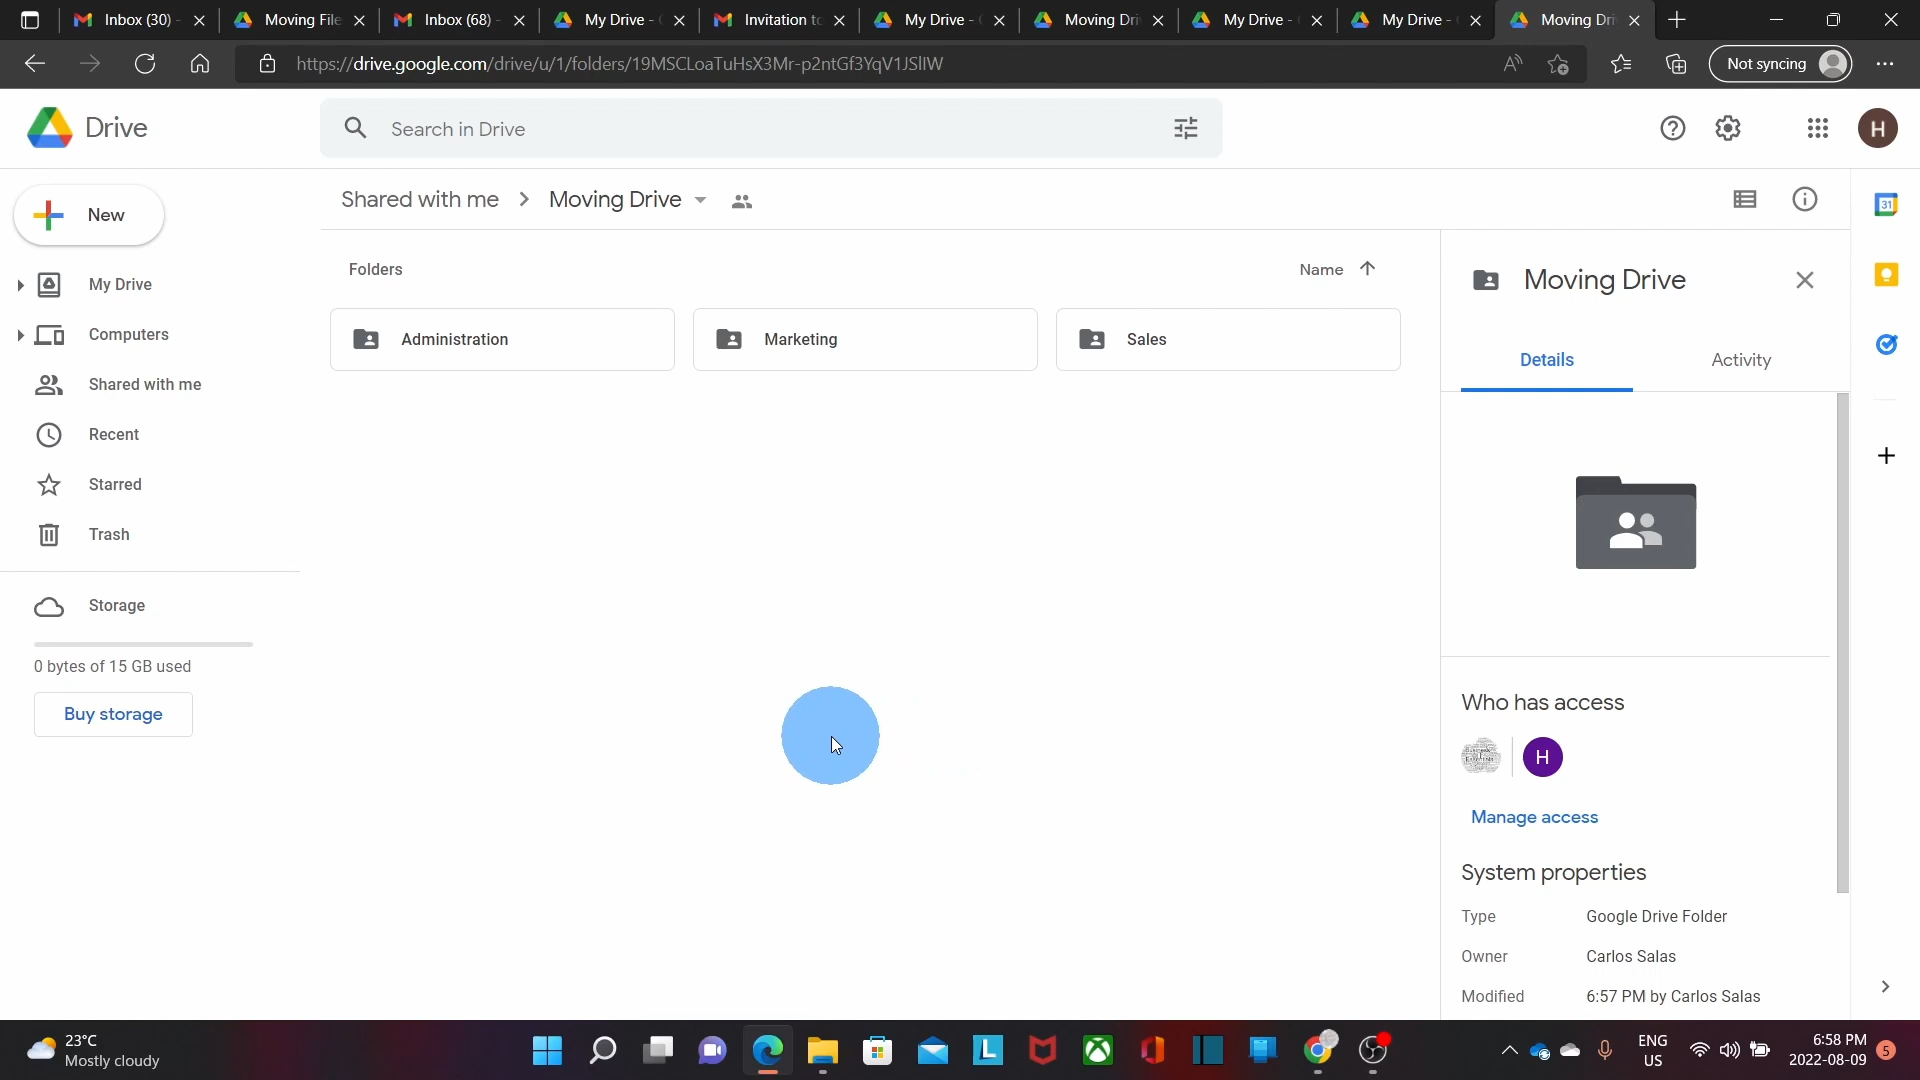 Inbox (30) -
Moving File
Inbox (68) -
My Drive -
Invitation to
My Drive -
Moving Dri
My Drive -
My Drive -
Moving Dri
https://drive.google.com/drive/u/1/folders/19MSCLoaTuHsX3Mr-p2ntGf3YqV1JSlIW
Not syncing
Drive
Search in Drive
H
New
Shared with me > Moving Drive
31
My Drive
Computers
Shared with me
Recent
Starred
Trash
Storage
0 bytes of 15 GB used
Buy storage
Folders
Name
Administration
Marketing
Sales
Moving Drive
Details
Activity
Who has access
H
Manage access
System properties
Type Google Drive Folder
Owner Carlos Salas
Modified 6:57 PM by Carlos Salas
23°C
Mostly cloudy
L
ENG
US
6:58 PM
2022-08-09
5